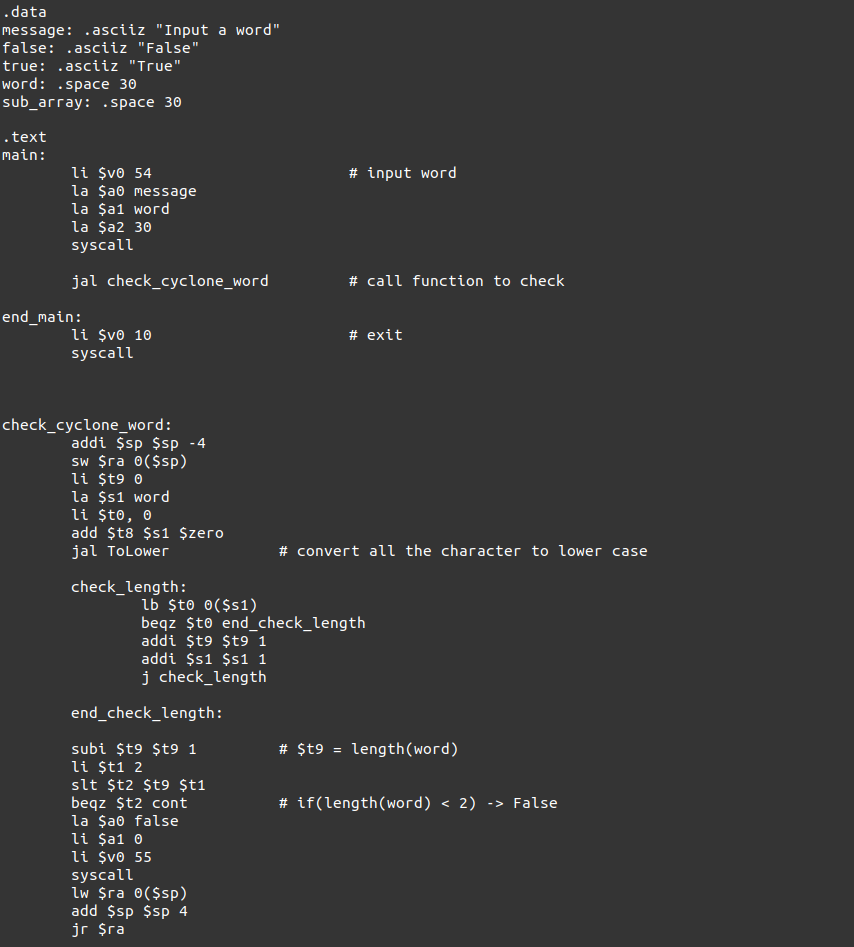 .data
message: .asciiz "Input a word"
false: .asciiz "False"
true: .asciiz "True"
word: .space 30
sub_array: .space 30
.text
main:
li $v0 54 # input word
la $a0 message
la $a1 word
la $a2 30
syscall
jal check_cyclone_word # call function to check
end_main:
li $v0 10 # exit
syscall
check_cyclone_word:
addi $sp $sp -4
sw $ra 0($sp)
li $t9 0
la $s1 word
li $t0, 0
add $t8 $s1 $zero
jal ToLower # convert all the character to lower case
check_length:
lb $t0 0($s1)
beqz $t0 end_check_length
addi $t9 $t9 1
addi $s1 $s1 1
j check_length
end_check_length:
subi $t9 $t9 1 # $t9 = length(word)
li $t1 2
slt $t2 $t9 $t1
beqz $t2 cont # if(length(word) < 2) -> False
la $a0 false
li $a1 0
li $v0 55
syscall
lw $ra 0($sp)
add $sp $sp 4
jr $ra